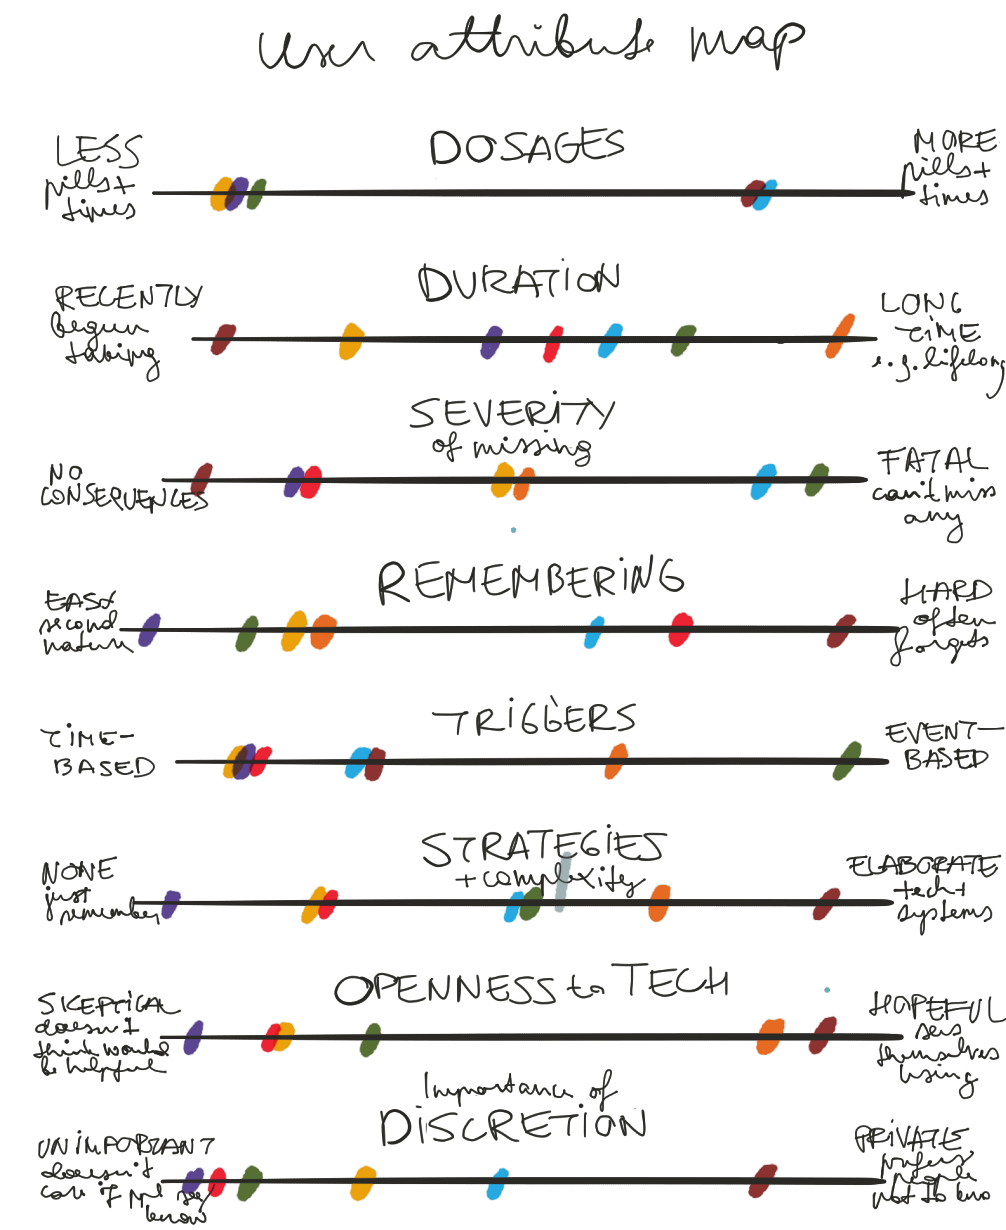 User attribute map
DOSAGES
LESS
pills +
times
MORE
pills +
times
DURATION
RECENTLY
begun
taking
LONG
TIME
e.g. lifelong
SEVERITY
of missing
NO
CONSEQUENCES
FATAL
can't miss
any
REMEMBERING
EASY
second
nature
HARD
often
forgets
TRIGGERS
TIME-
BASED
EVENT-
BASED
STRATEGIES
+ complexity
NONE
just
remember
ELABORATE
tech +
systems
OPENNESS to TECH
SKEPTICAL
doesn't
think would
be helpful
HOPEFUL
sees
themselves
using
Importance of
DISCRETION
UNIMPORTANT
doesn't
care if ppl
know
PRIVATE
prefers
people
not to kno